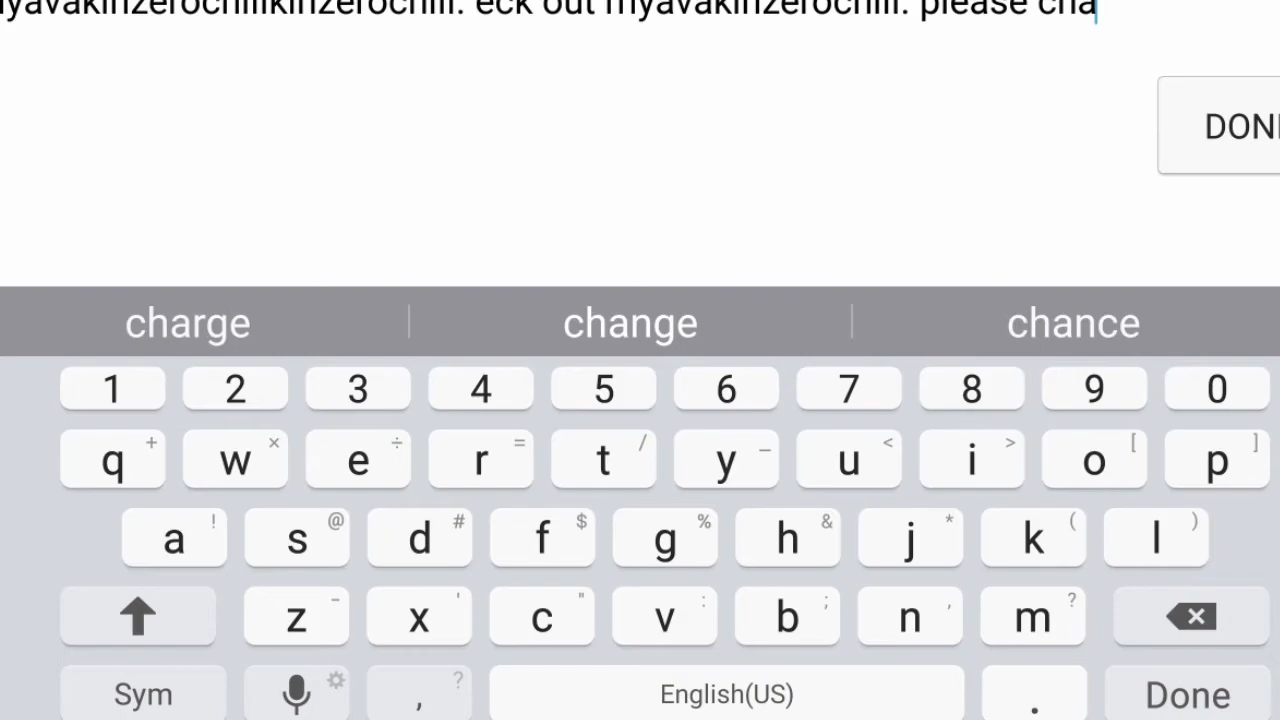 yavakinzerochillkinzerochill. eck out myavakinzerochill. please cha
DON
charge change chance
1 2 3 4 5 6 7 8 9 0
q + w × e ÷ r = t / y _ u < i > o [ p ]
a ! s @ d # f $ g % h & j * k ( l )
z - x ' c " v : b ; n , m ?
Sym , ? English(US) . Done